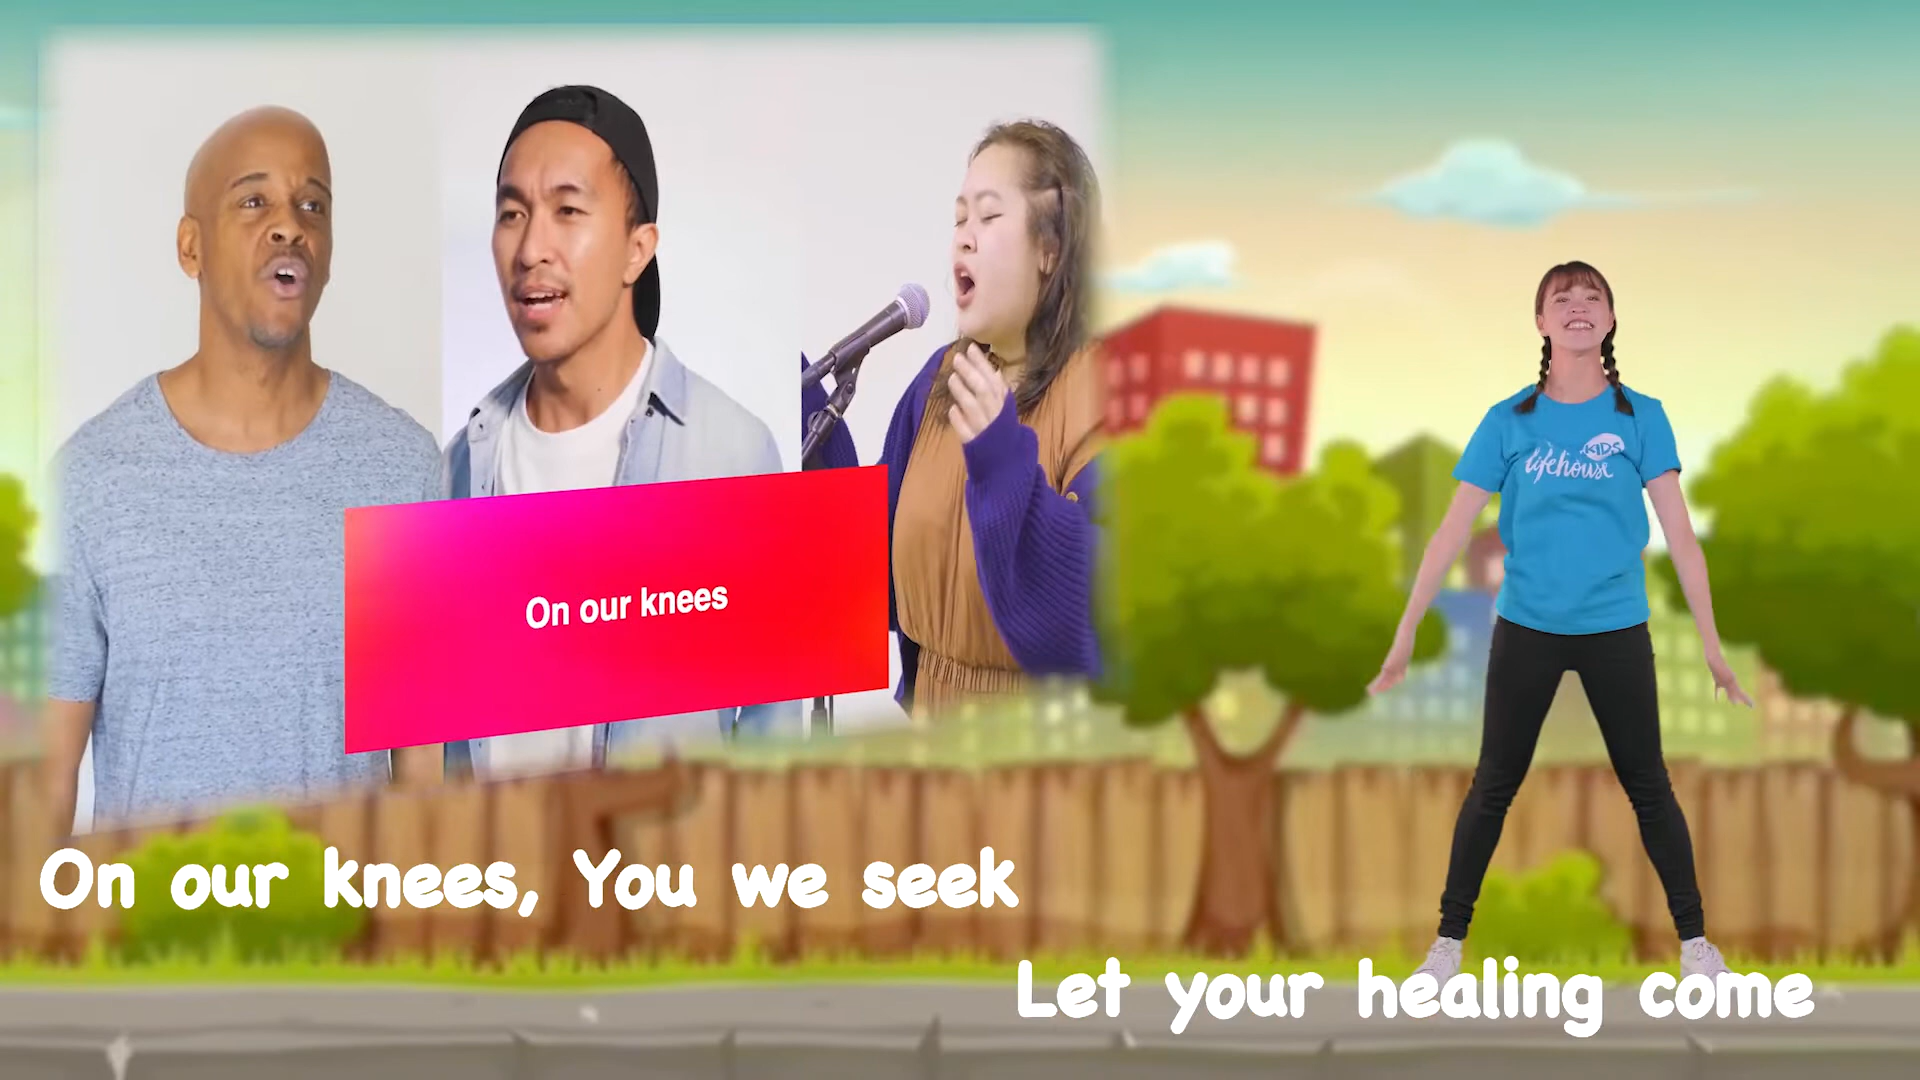 KIDS
lifehouse
On our knees
On our knees, You we seek
Let your healing come